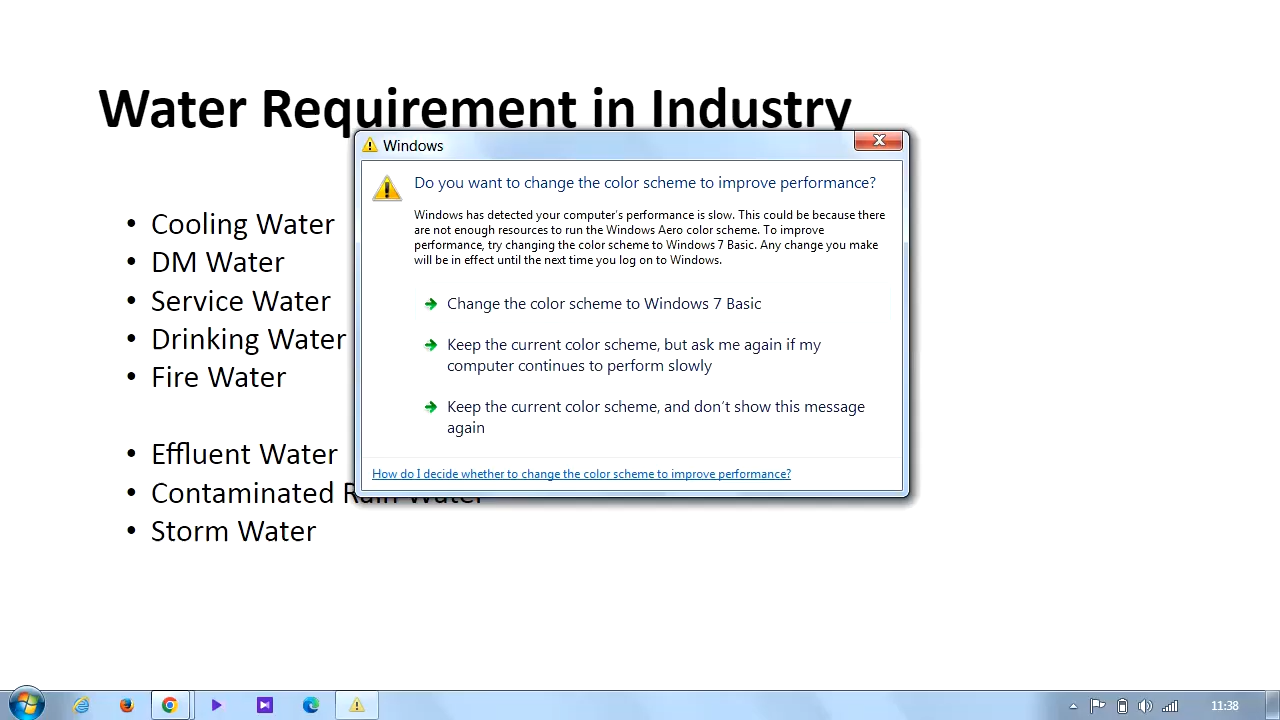 Water Requirement in Industry
Windows
Do you want to change the color scheme to improve performance?
Windows has detected your computer's performance is slow. This could be because there
are not enough resources to run the Windows Aero color scheme. To improve
performance, try changing the color scheme to Windows 7 Basic. Any change you make
will be in effect until the next time you log on to Windows.
Change the color scheme to Windows 7 Basic
Keep the current color scheme, but ask me again if my
computer continues to perform slowly
Keep the current color scheme, and don't show this message
again
How do I decide whether to change the color scheme to improve performance?
• Cooling Water
• DM Water
• Service Water
• Drinking Water
• Fire Water
• Effluent Water
• Contaminated Rain Water
• Storm Water
11:38